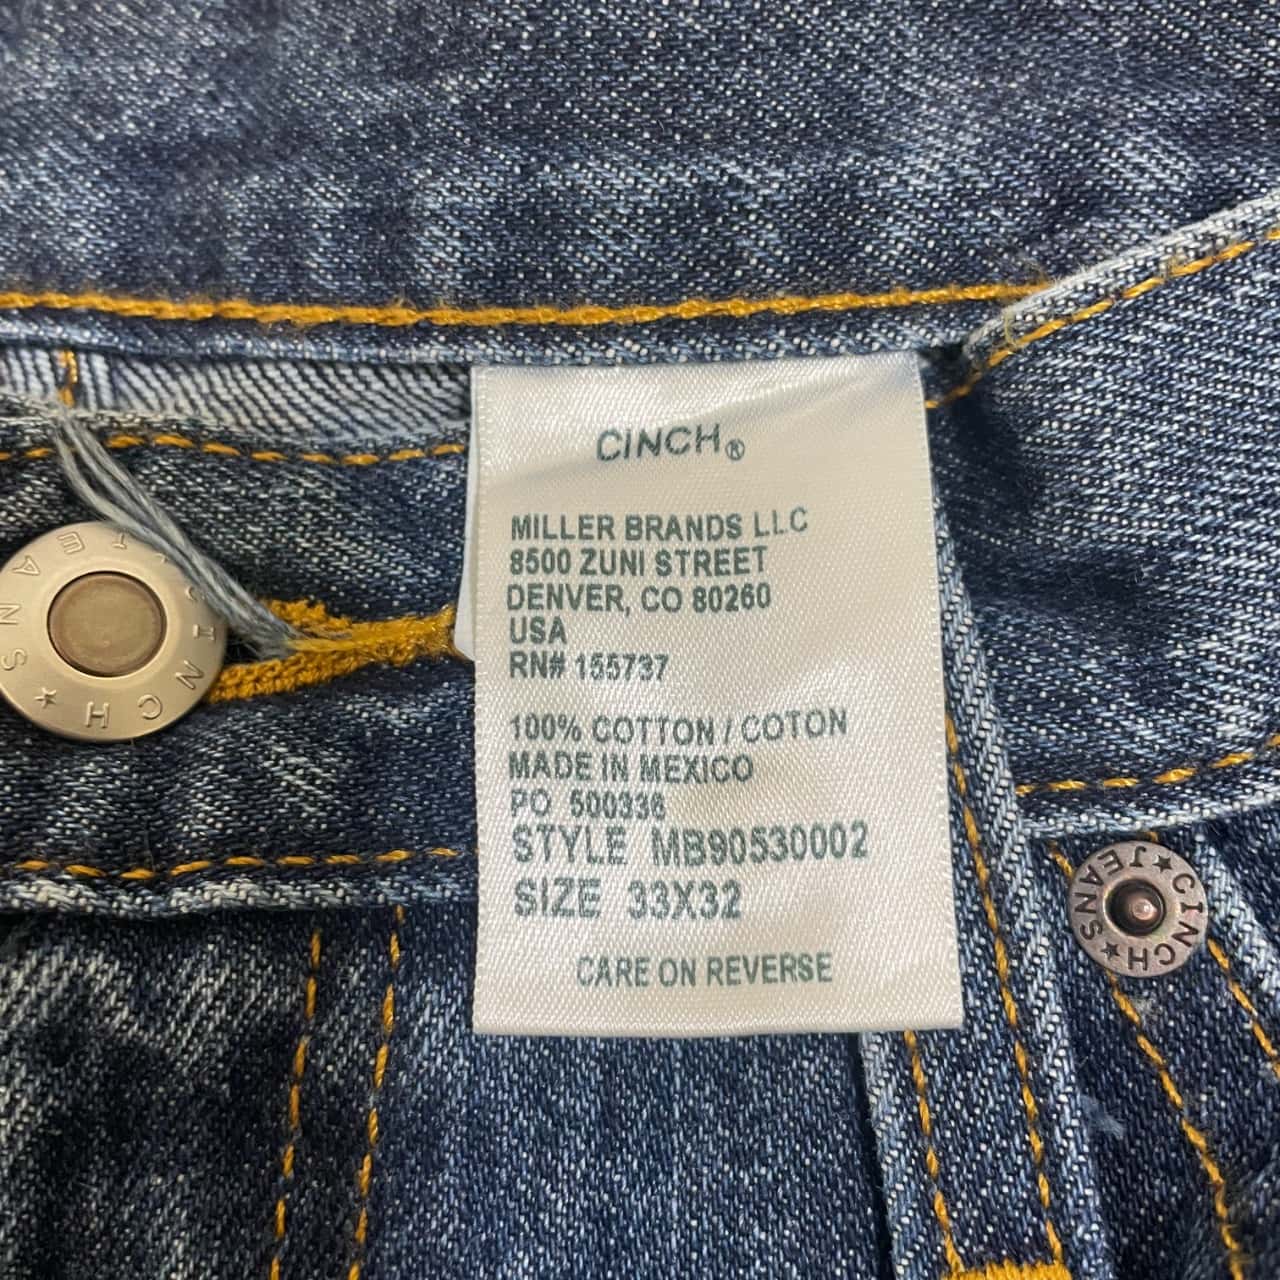 CINCH®
MILLER BRANDS LLC
8500 ZUNI STREET
DENVER, CO 80260
USA
RN# 155737
100% COTTON / COTON
MADE IN MEXICO
PO 500336
STYLE MB90530002
SIZE 33X32
CARE ON REVERSE
CINCH ★ JEANS ★
CINCH ★ JEANS ★